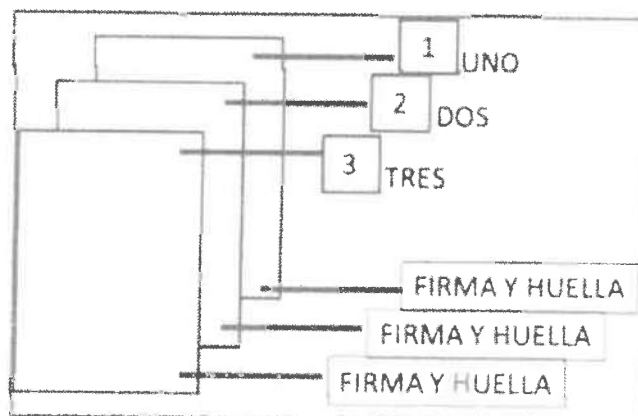 1 UNO
2 DOS
3 TRES
FIRMA Y HUELLA
FIRMA Y HUELLA
FIRMA Y HUELLA